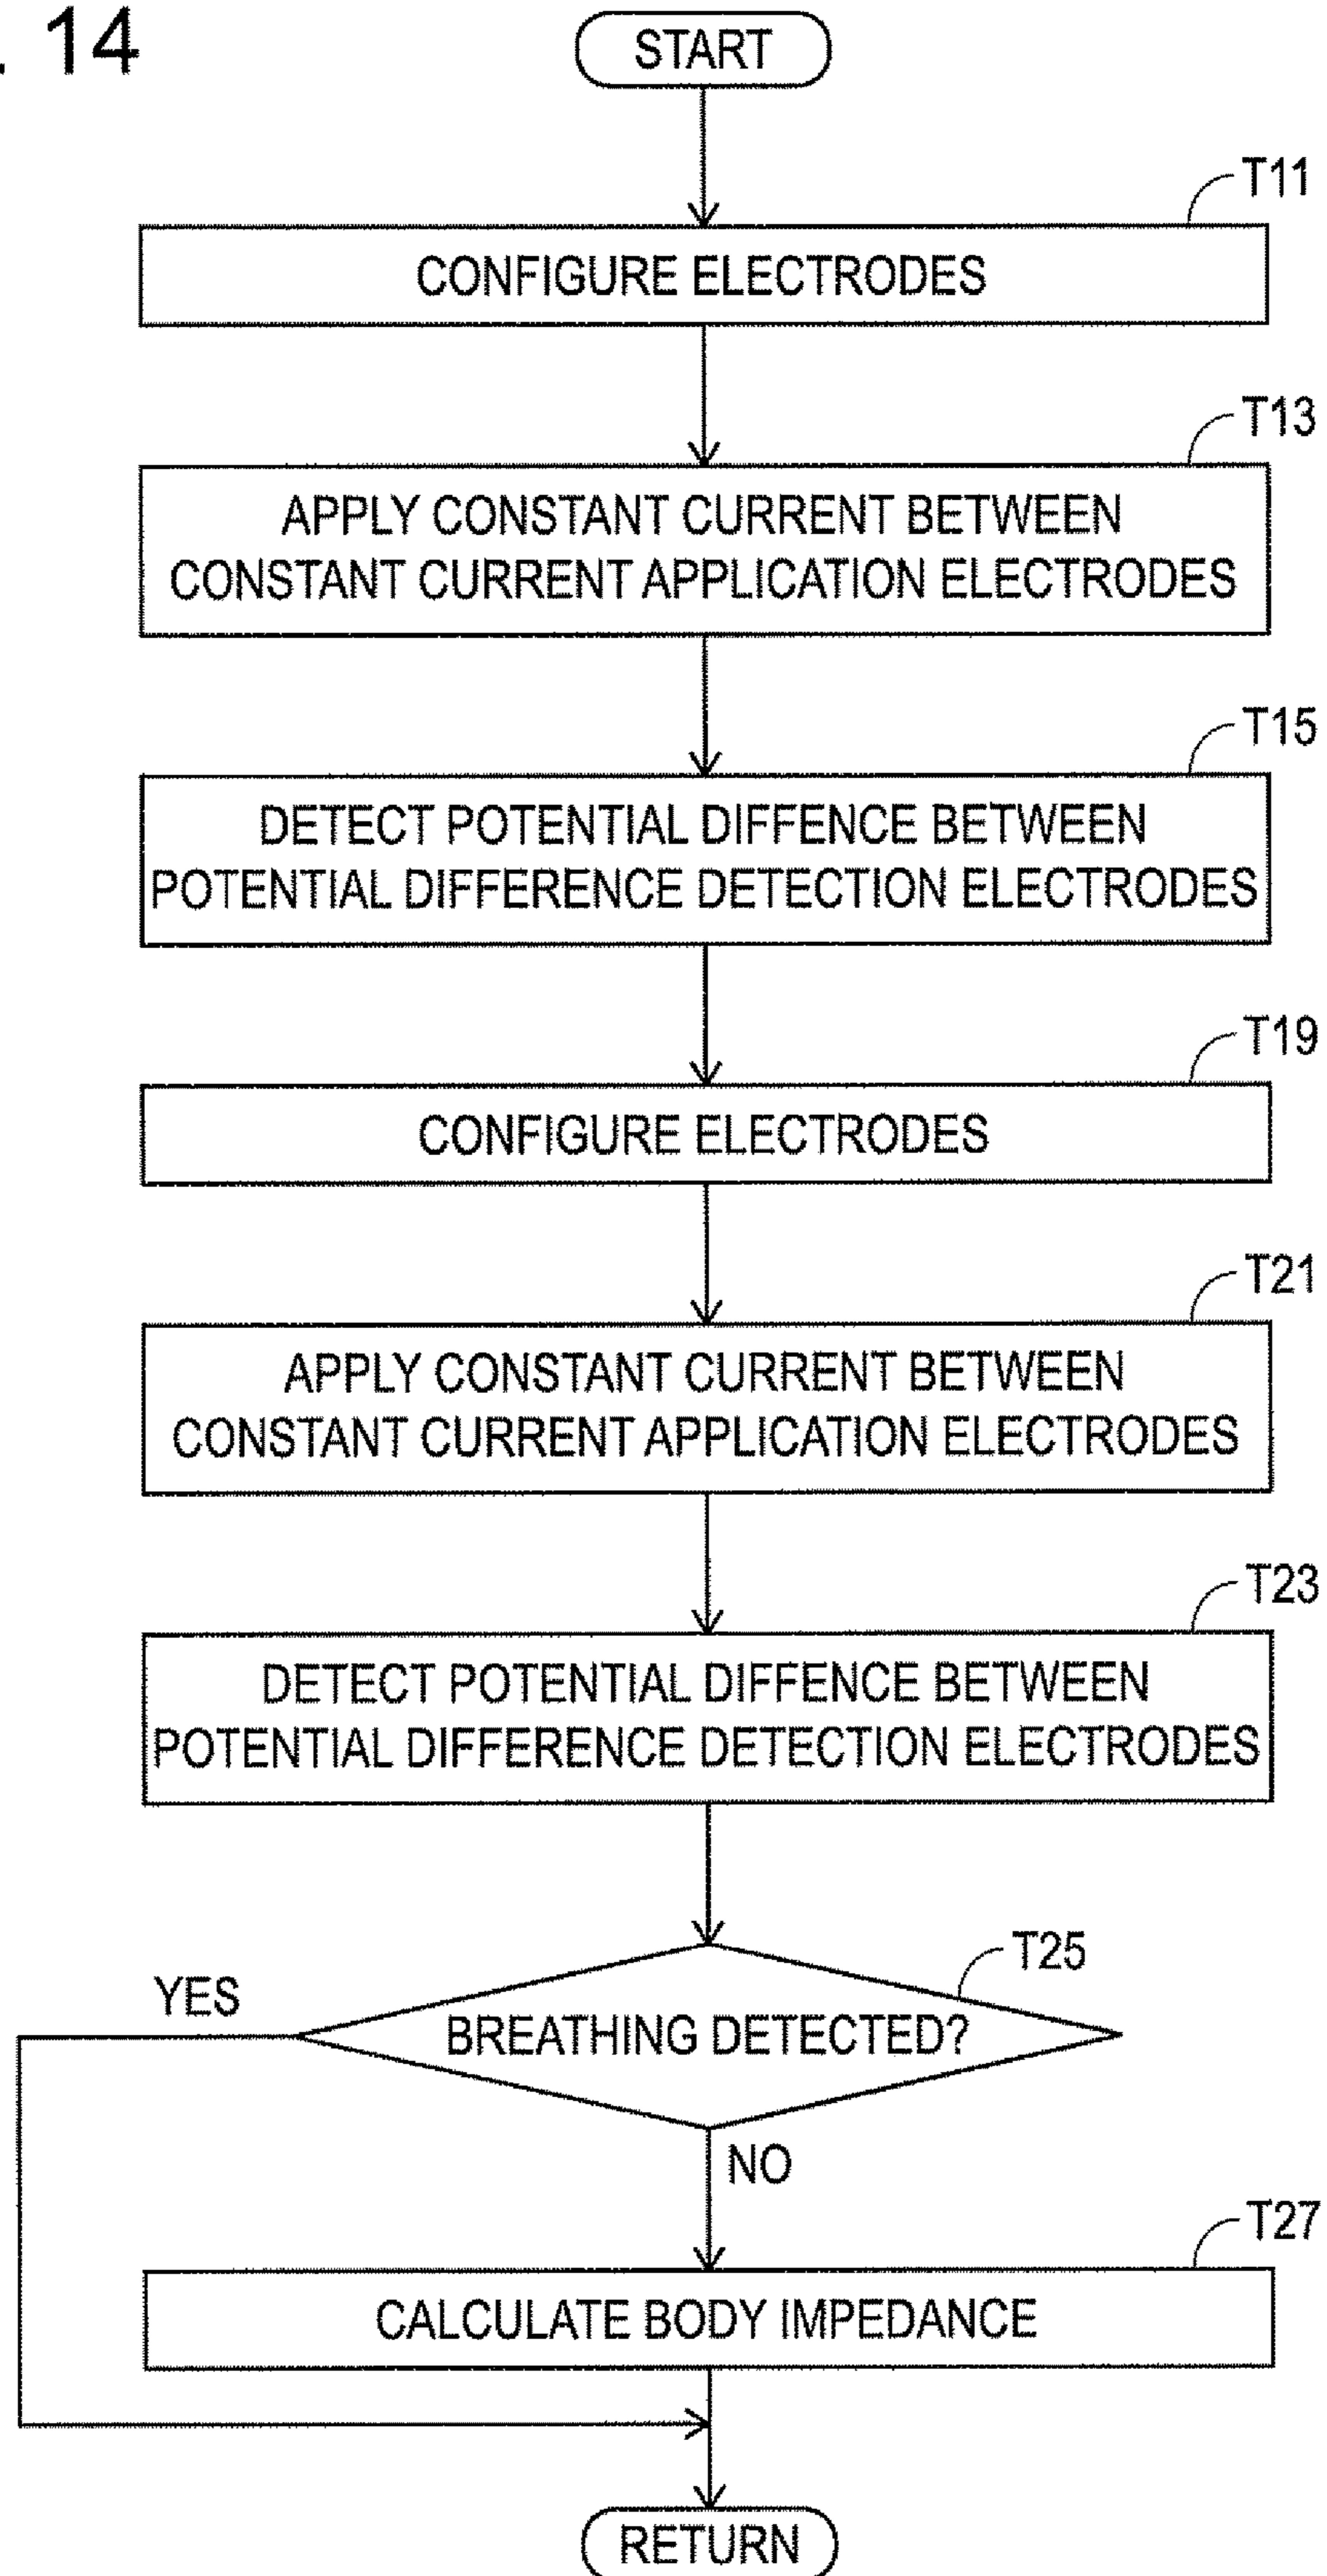 . 14
START
T11
CONFIGURE ELECTRODES
T13
APPLY CONSTANT CURRENT BETWEEN
CONSTANT CURRENT APPLICATION ELECTRODES
T15
DETECT POTENTIAL DIFFENCE BETWEEN
POTENTIAL DIFFERENCE DETECTION ELECTRODES
T19
CONFIGURE ELECTRODES
T21
APPLY CONSTANT CURRENT BETWEEN
CONSTANT CURRENT APPLICATION ELECTRODES
T23
DETECT POTENTIAL DIFFENCE BETWEEN
POTENTIAL DIFFERENCE DETECTION ELECTRODES
T25
YES
BREATHING DETECTED?
NO
T27
CALCULATE BODY IMPEDANCE
RETURN